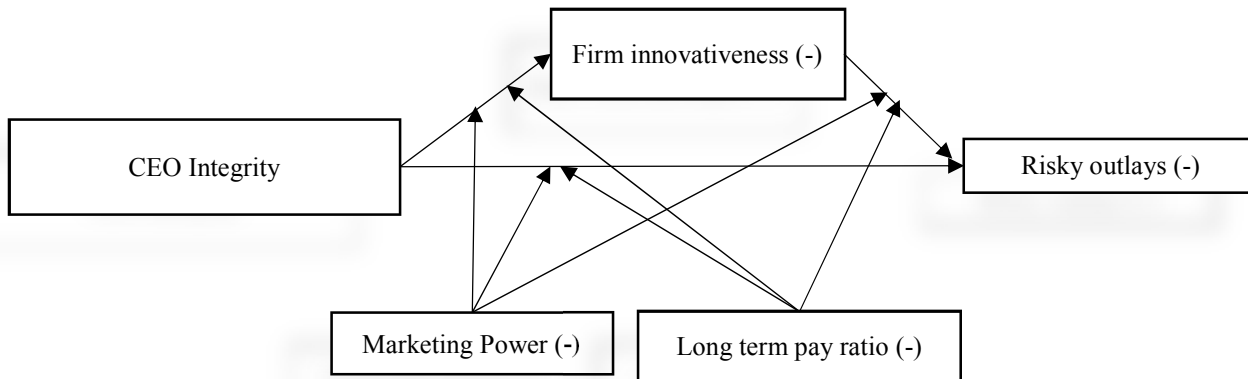 Firm innovativeness (-)
CEO Integrity
Risky outlays (-)
Marketing Power (-)
Long term pay ratio (-)